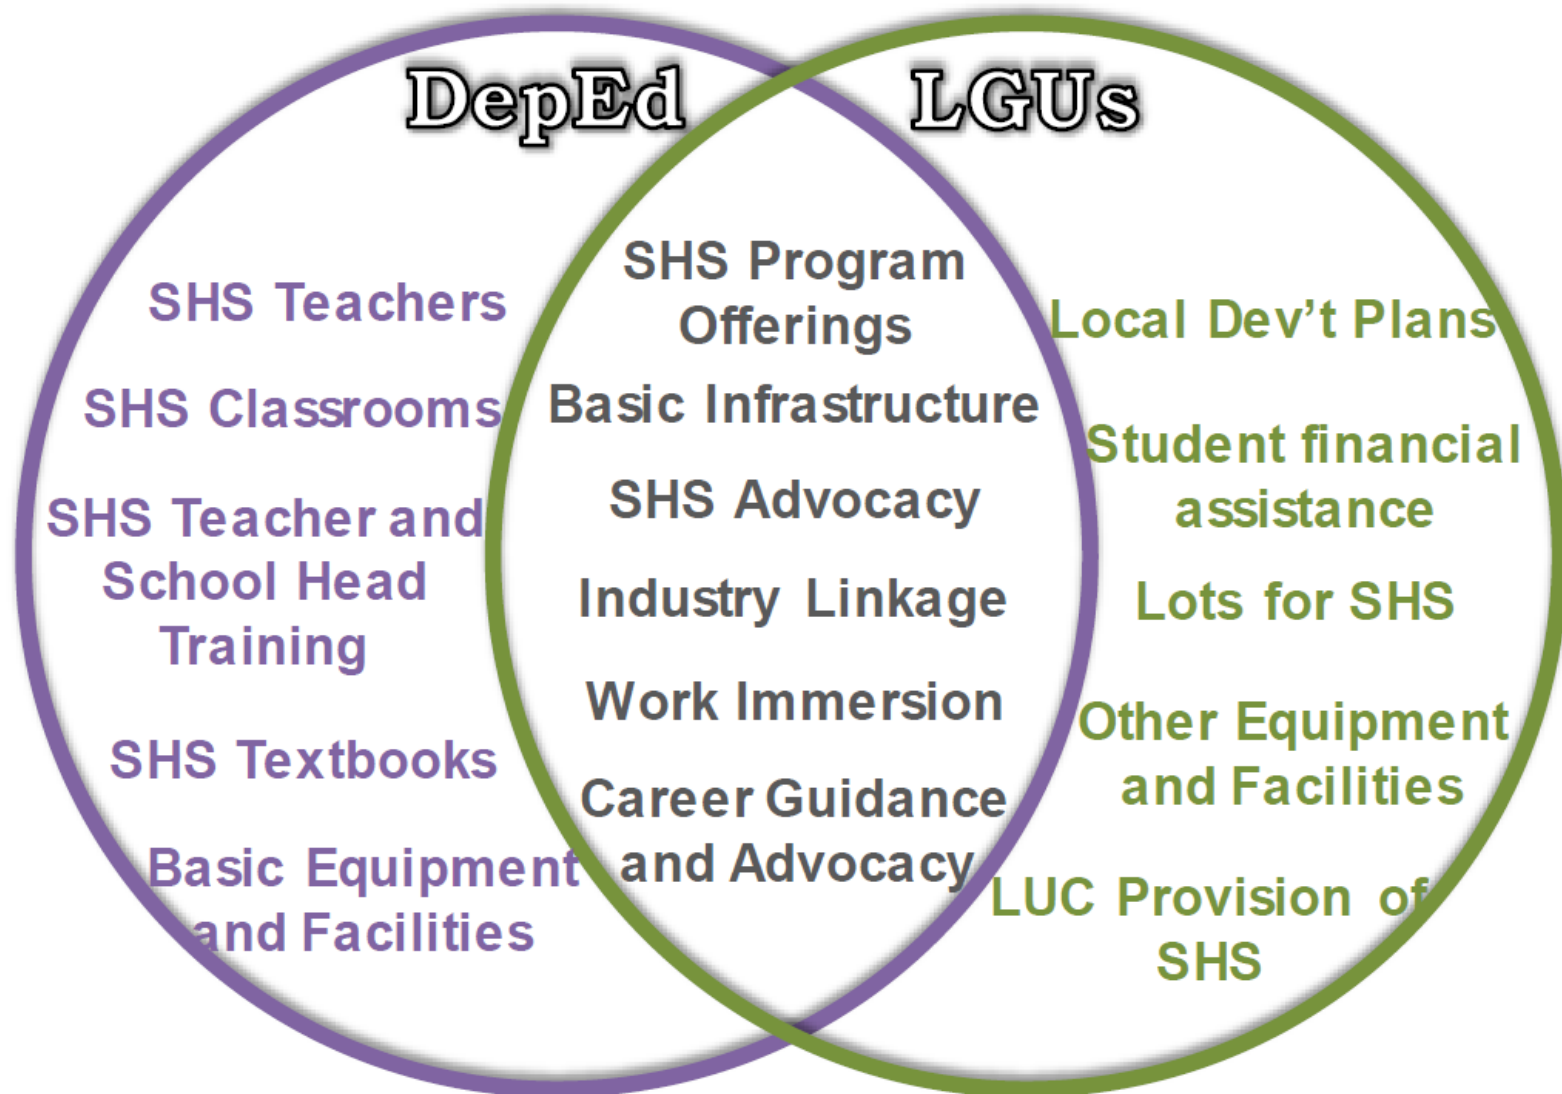 DepEd
LGUs
SHS Teachers
SHS Classrooms
SHS Teacher and
School Head
Training
SHS Textbooks
Basic Equipment
and Facilities
SHS Program
Offerings
Basic Infrastructure
SHS Advocacy
Industry Linkage
Work Immersion
Career Guidance
and Advocacy
Local Dev’t Plans
Student financial
assistance
Lots for SHS
Other Equipment
and Facilities
LUC Provision of
SHS